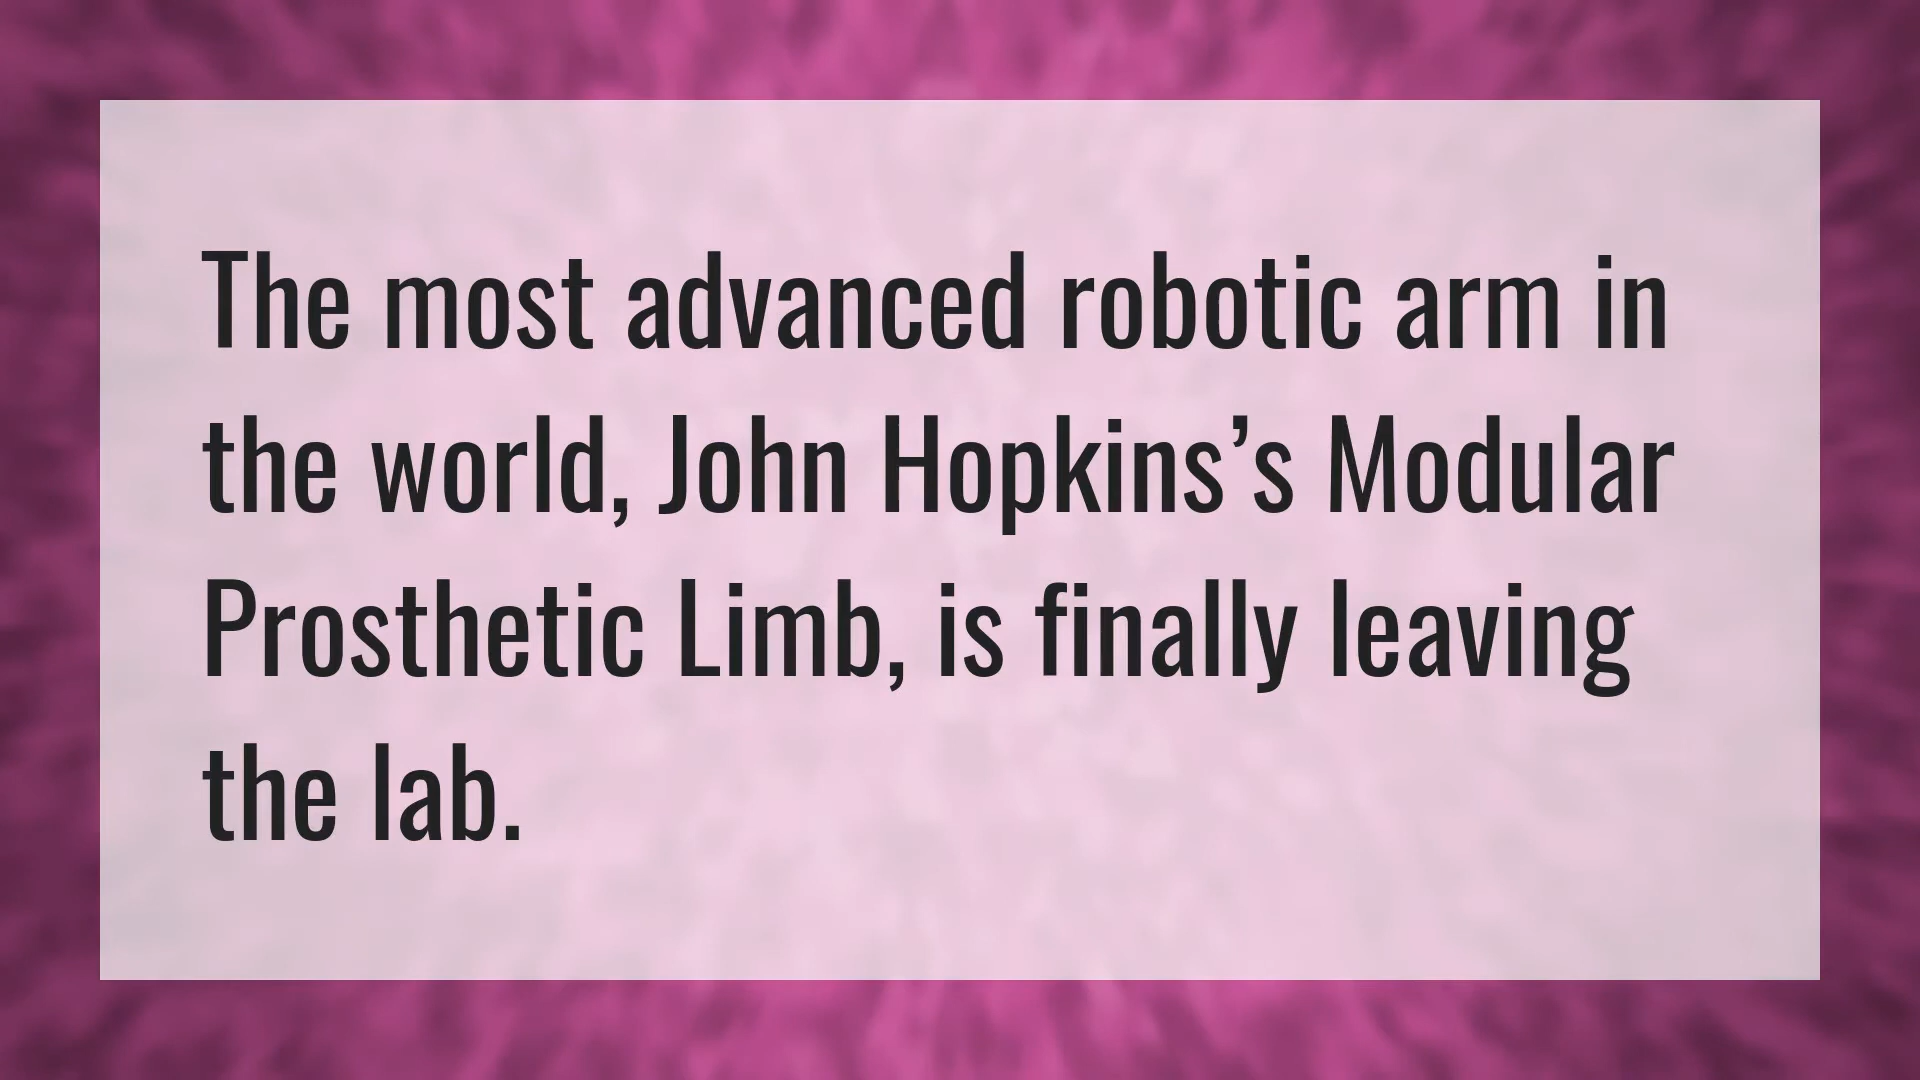 The most advanced robotic arm in
the world, John Hopkins’s Modular
Prosthetic Limb, is finally leaving
the lab.